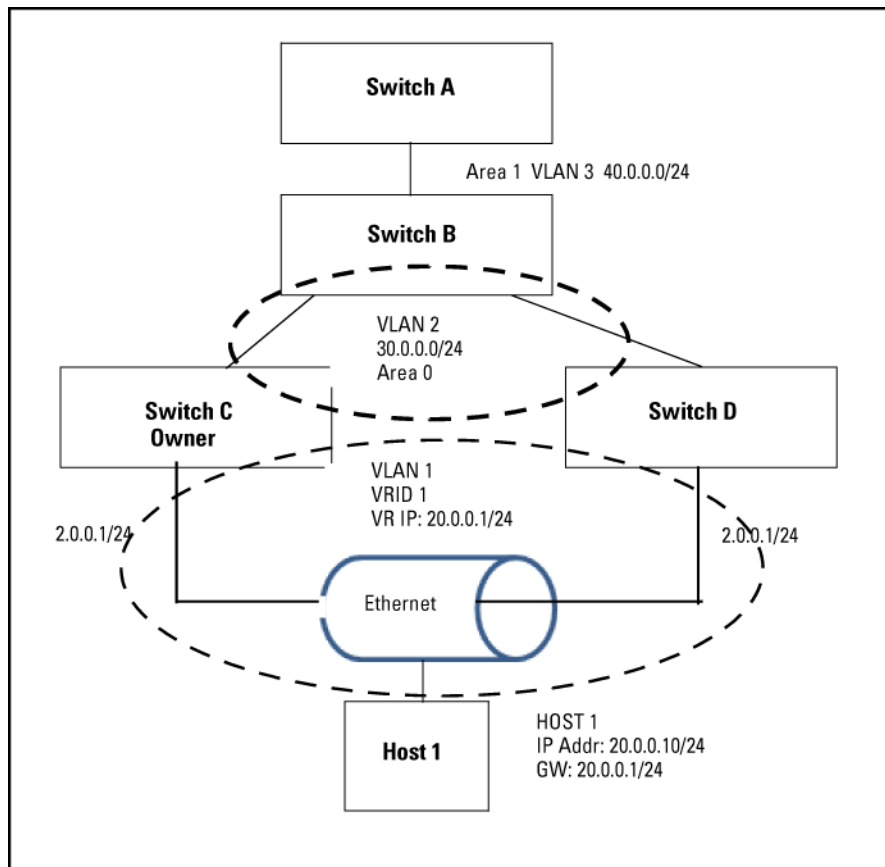 Switch A
Area 1 VLAN 3 40.0.0.0/24
Switch B
VLAN 2
30.0.0.0/24
Area 0
Switch C
Owner
Switch D
VLAN 1
VRID 1
VR IP: 20.0.0.1/24
2.0.0.1/24
2.0.0.1/24
Ethernet
Host 1
HOST 1
IP Addr: 20.0.0.10/24
GW: 20.0.0.1/24